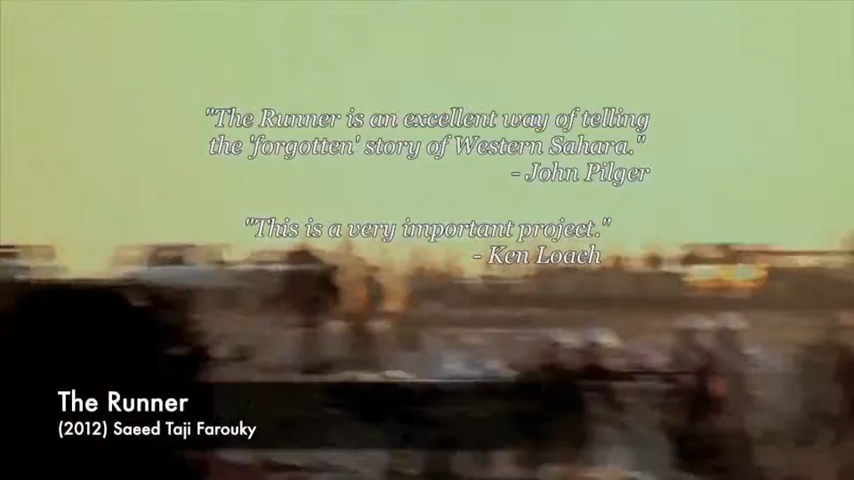 "The Runner is an excellent way of telling
the 'forgotten' story of Western Sahara."
- John Pilger
"This is a very important project."
- Ken Loach
The Runner
(2012) Saeed Taji Farouky